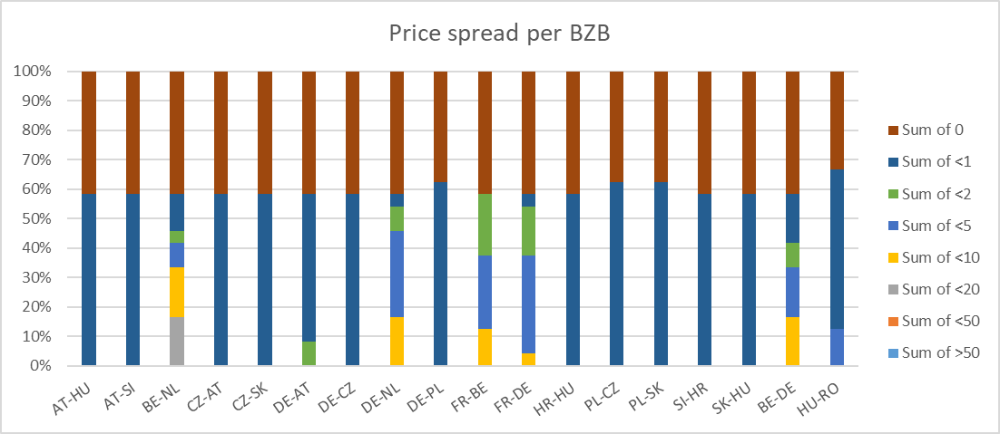 Price spread per BZB
100%
90%
80%
70%
60%
50%
40%
30%
20%
10%
0%
AT-HU
AT-SI
BE-NL
CZ-AT
CZ-SK
DE-AT
DE-CZ
DE-NL
DE-PL
FR-BE
FR-DE
HR-HU
PL-CZ
PL-SK
SI-HR
SK-HU
BE-DE
HU-RO
Sum of 0
Sum of <1
Sum of <2
Sum of <5
Sum of <10
Sum of <20
Sum of <50
Sum of >50